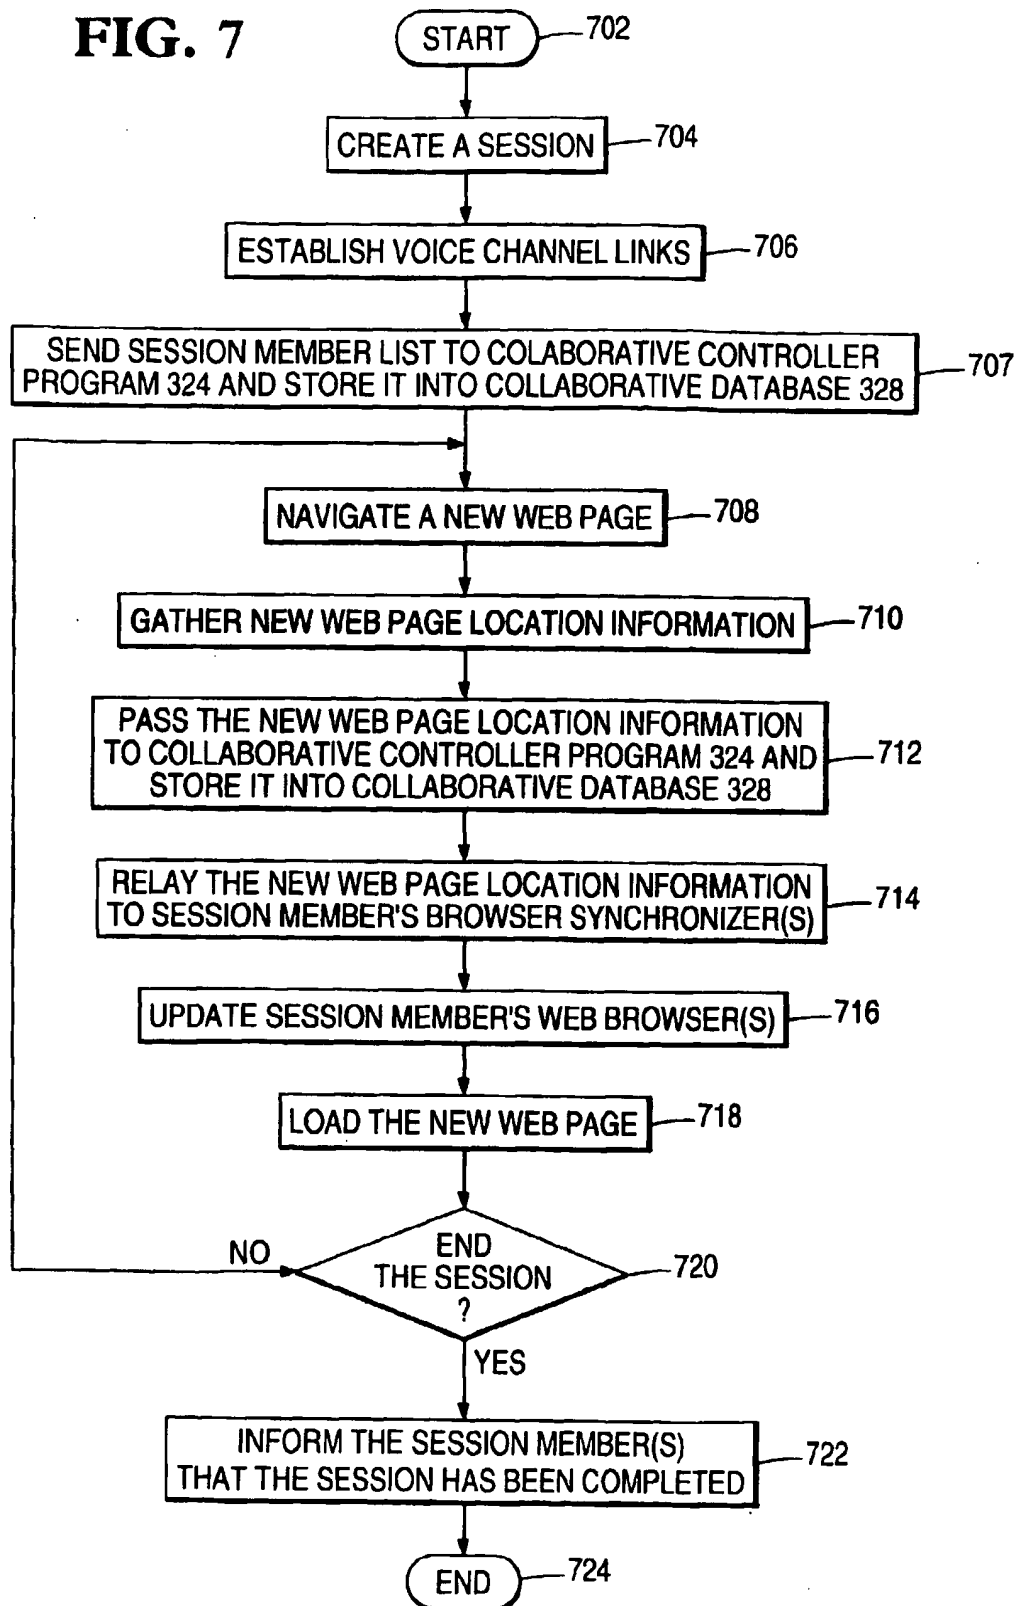 FIG. 7
START
702
CREATE A SESSION
704
ESTABLISH VOICE CHANNEL LINKS
706
SEND SESSION MEMBER LIST TO COLABORATIVE CONTROLLER
PROGRAM 324 AND STORE IT INTO COLLABORATIVE DATABASE 328
707
NAVIGATE A NEW WEB PAGE
708
GATHER NEW WEB PAGE LOCATION INFORMATION
710
PASS THE NEW WEB PAGE LOCATION INFORMATION
TO COLLABORATIVE CONTROLLER PROGRAM 324 AND
STORE IT INTO COLLABORATIVE DATABASE 328
712
RELAY THE NEW WEB PAGE LOCATION INFORMATION
TO SESSION MEMBER'S BROWSER SYNCHRONIZER(S)
714
UPDATE SESSION MEMBER'S WEB BROWSER(S)
716
LOAD THE NEW WEB PAGE
718
NO
END
THE SESSION
?
720
YES
INFORM THE SESSION MEMBER(S)
THAT THE SESSION HAS BEEN COMPLETED
722
END
724